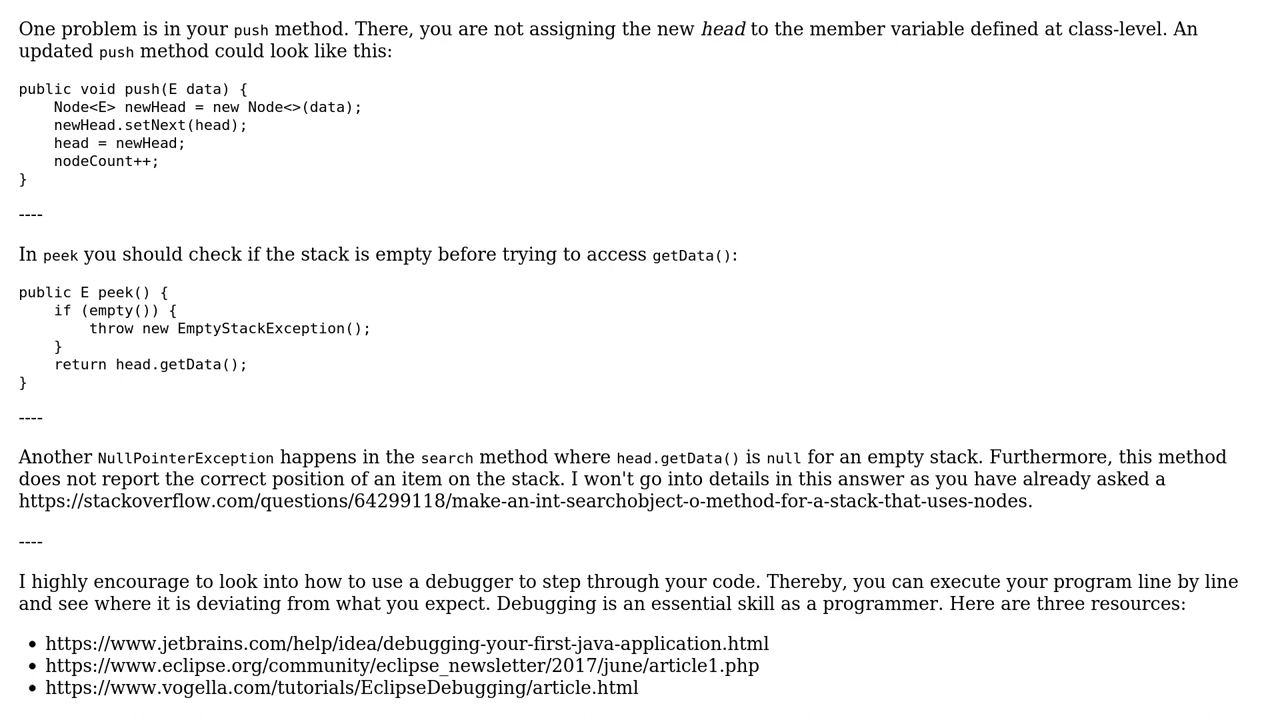 One problem is in your push method. There, you are not assigning the new head to the member variable defined at class-level. An
updated push method could look like this:
public void push(E data) {
    Node<E> newHead = new Node<>(data);
    newHead.setNext(head);
    head = newHead;
    nodeCount++;
}
----
In peek you should check if the stack is empty before trying to access getData():
public E peek() {
    if (empty()) {
        throw new EmptyStackException();
    }
    return head.getData();
}
----
Another NullPointerException happens in the search method where head.getData() is null for an empty stack. Furthermore, this method
does not report the correct position of an item on the stack. I won't go into details in this answer as you have already asked a
https://stackoverflow.com/questions/64299118/make-an-int-searchobject-o-method-for-a-stack-that-uses-nodes.
----
I highly encourage to look into how to use a debugger to step through your code. Thereby, you can execute your program line by line
and see where it is deviating from what you expect. Debugging is an essential skill as a programmer. Here are three resources:
• https://www.jetbrains.com/help/idea/debugging-your-first-java-application.html
• https://www.eclipse.org/community/eclipse_newsletter/2017/june/article1.php
• https://www.vogella.com/tutorials/EclipseDebugging/article.html